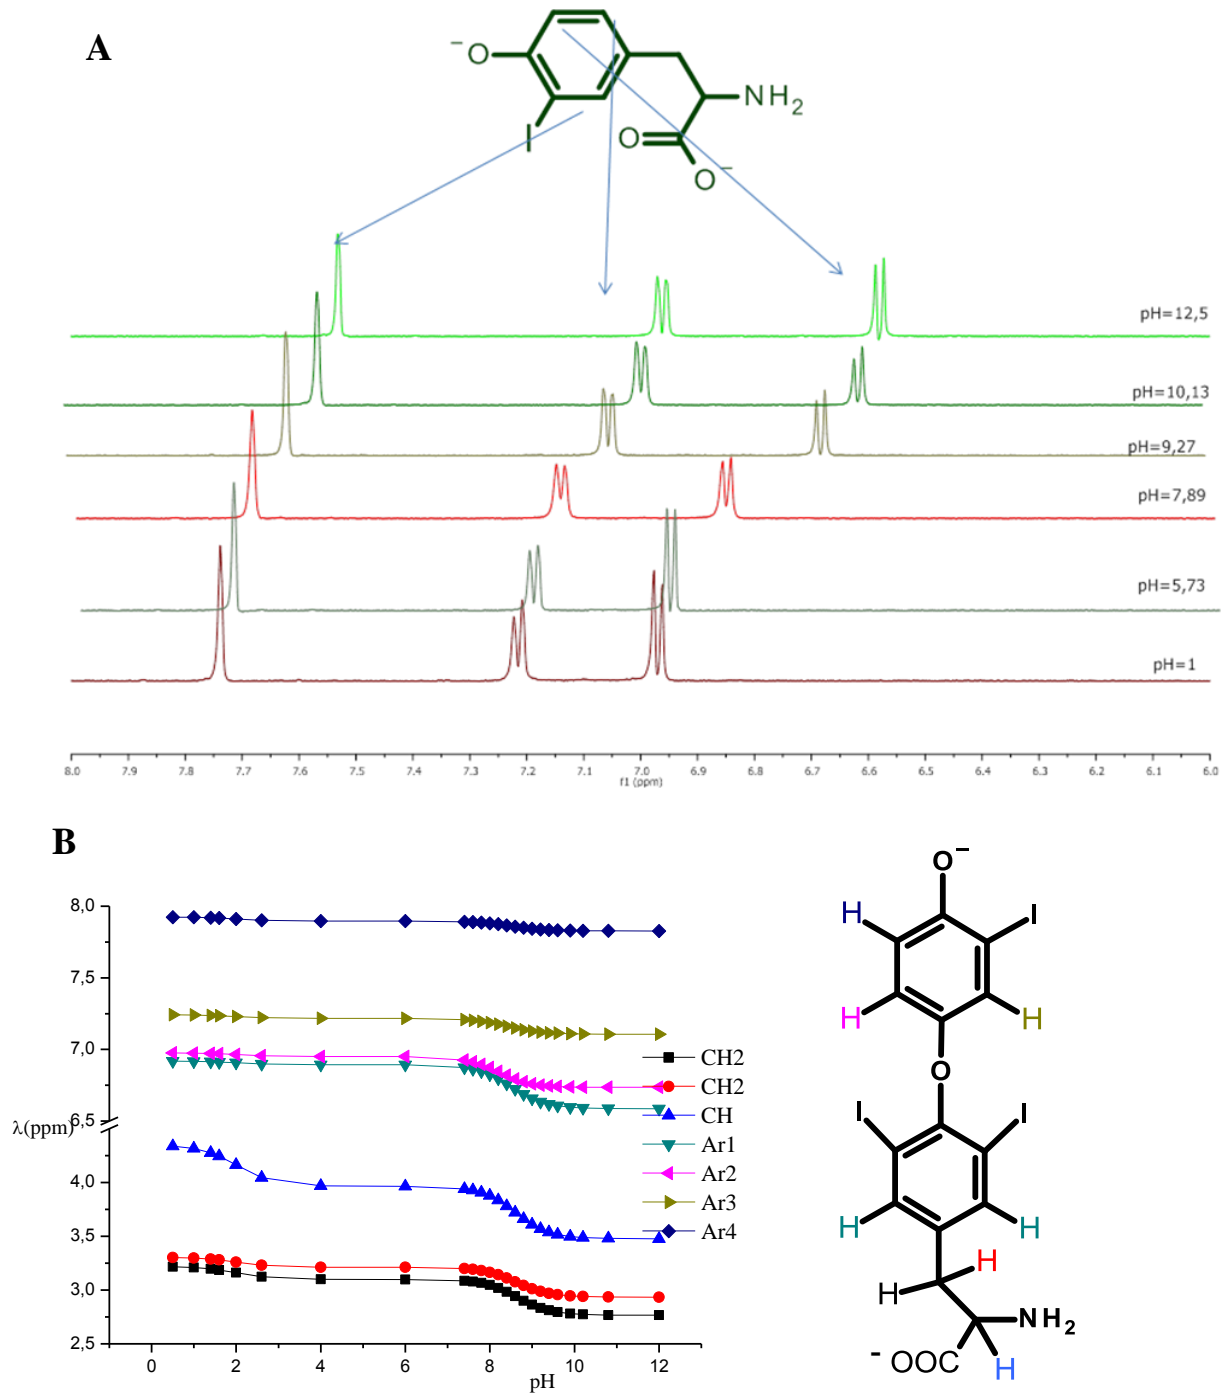 A
⁻O
I
NH₂
O
O⁻
pH=12,5
pH=10,13
pH=9,27
pH=7,89
pH=5,73
pH=1
8.0 7.9 7.8 7.7 7.6 7.5 7.4 7.3 7.2 7.1 7.0 6.9 6.8 6.7 6.6 6.5 6.4 6.3 6.2 6.1 6.0
f1 (ppm)
B
8,0
7,5
7,0
6,5
λ(ppm)
4,0
3,5
3,0
2,5
0 2 4 6 8 10 12
pH
CH2
CH2
CH
Ar1
Ar2
Ar3
Ar4
O⁻
H
I
H
H
O
I
I
H
H
H
H
NH₂
⁻OOC
H